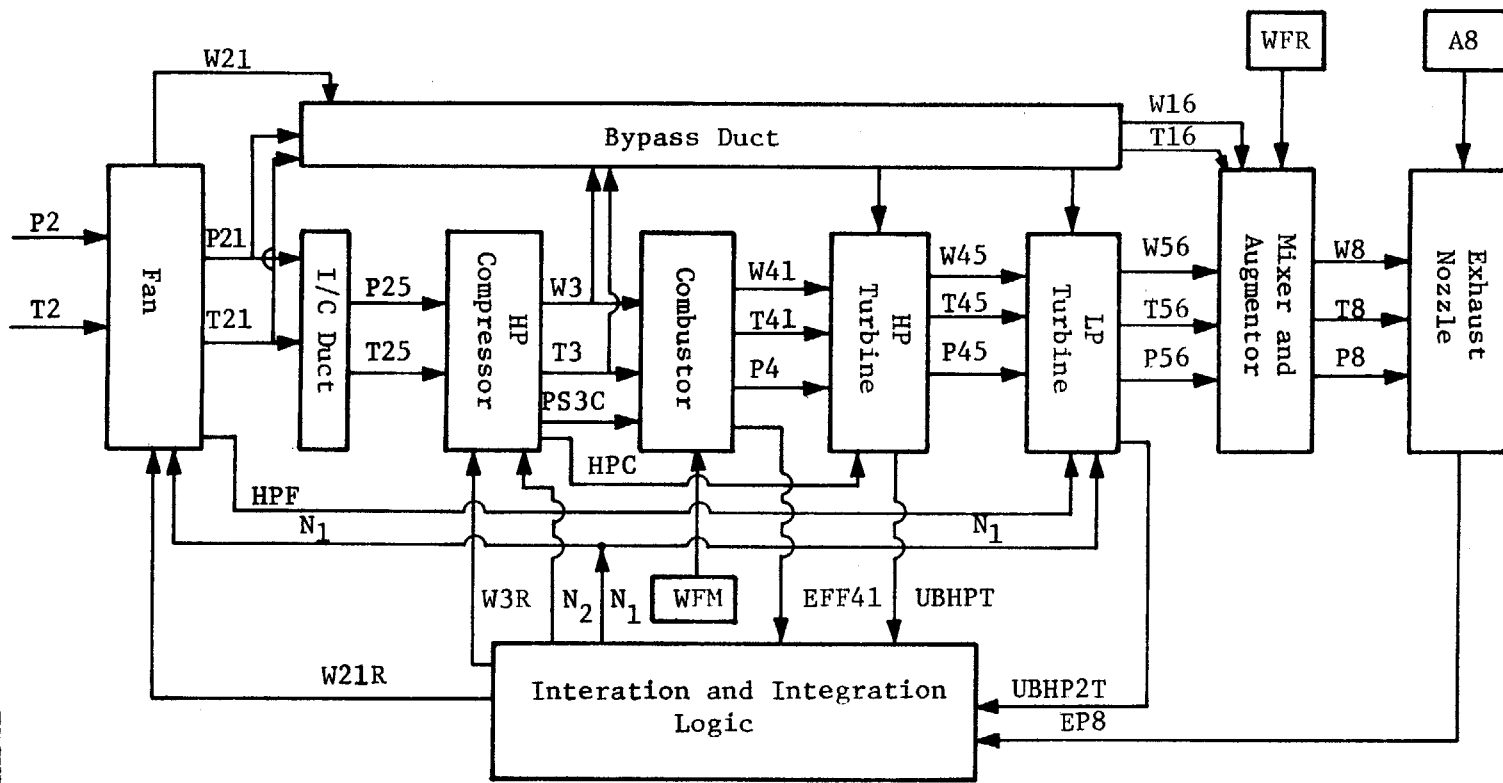 WFR
A8
W21
W16
T16
Bypass Duct
P2
T2
Fan
P21
T21
I/C Duct
P25
T25
HP
Compressor
W3
T3
PS3C
Combustor
W41
T41
P4
HP
Turbine
W45
T45
P45
LP
Turbine
W56
T56
P56
Mixer and
Augmentor
W8
T8
P8
Exhaust
Nozzle
HPC
HPF
N1
N1
W3R
N2
N1
WFM
EFF41
UBHPT
W21R
Interation and Integration
Logic
UBHP2T
EP8